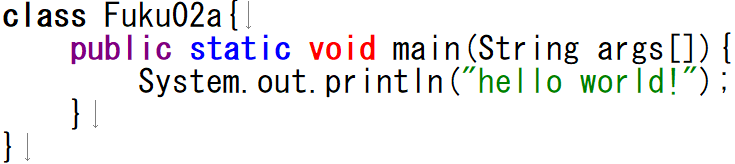 class Fuku02a{↓
    public static void main(String args[]){
        System.out.println("hello world!");
    }↓
}↓